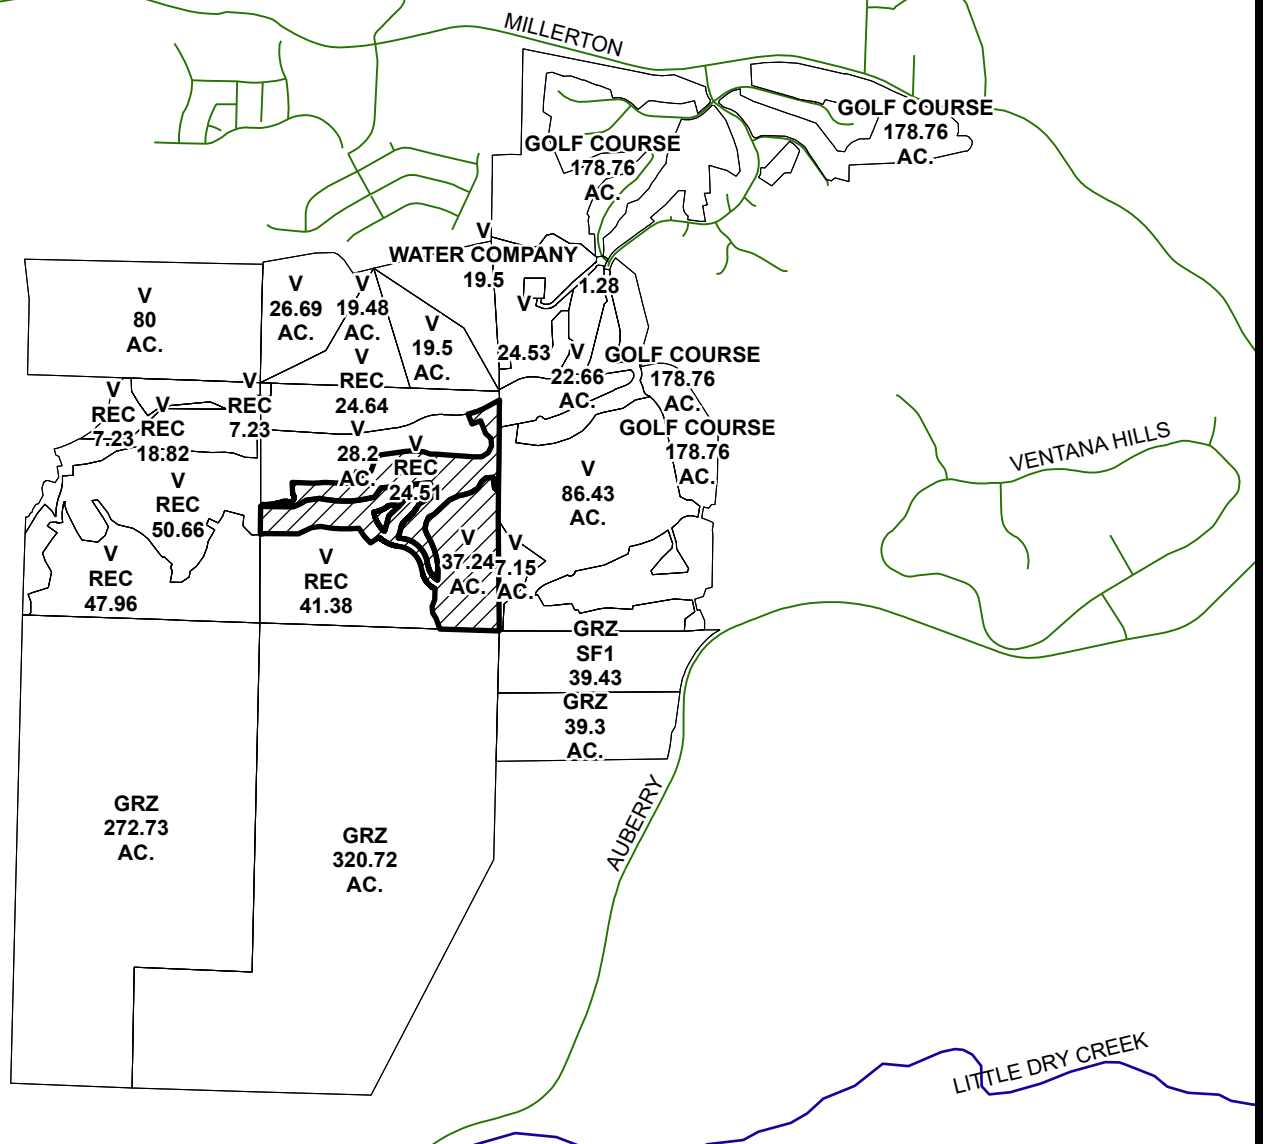 MILLERTON
GOLF COURSE
178.76
AC.
GOLF COURSE
178.76
AC.
V
WATER COMPANY
19.5
V
80
AC.
V
26.69
AC.
V
19.48
AC.
V
19.5
AC.
V
1.28
24.53
V
22.66
AC.
GOLF COURSE
178.76
AC.
GOLF COURSE
178.76
AC.
V
REC
24.64
V
REC
7.23
V
REC
7.23
V
REC
18.82
V
28.2
AC.
V
REC
24.51
V
REC
50.66
V
86.43
AC.
VENTANA HILLS
V
REC
47.96
V
REC
41.38
V
37.24
AC.
V
7.15
AC.
GRZ
SF1
39.43
GRZ
39.3
AC.
GRZ
272.73
AC.
GRZ
320.72
AC.
AUBERRY
LITTLE DRY CREEK